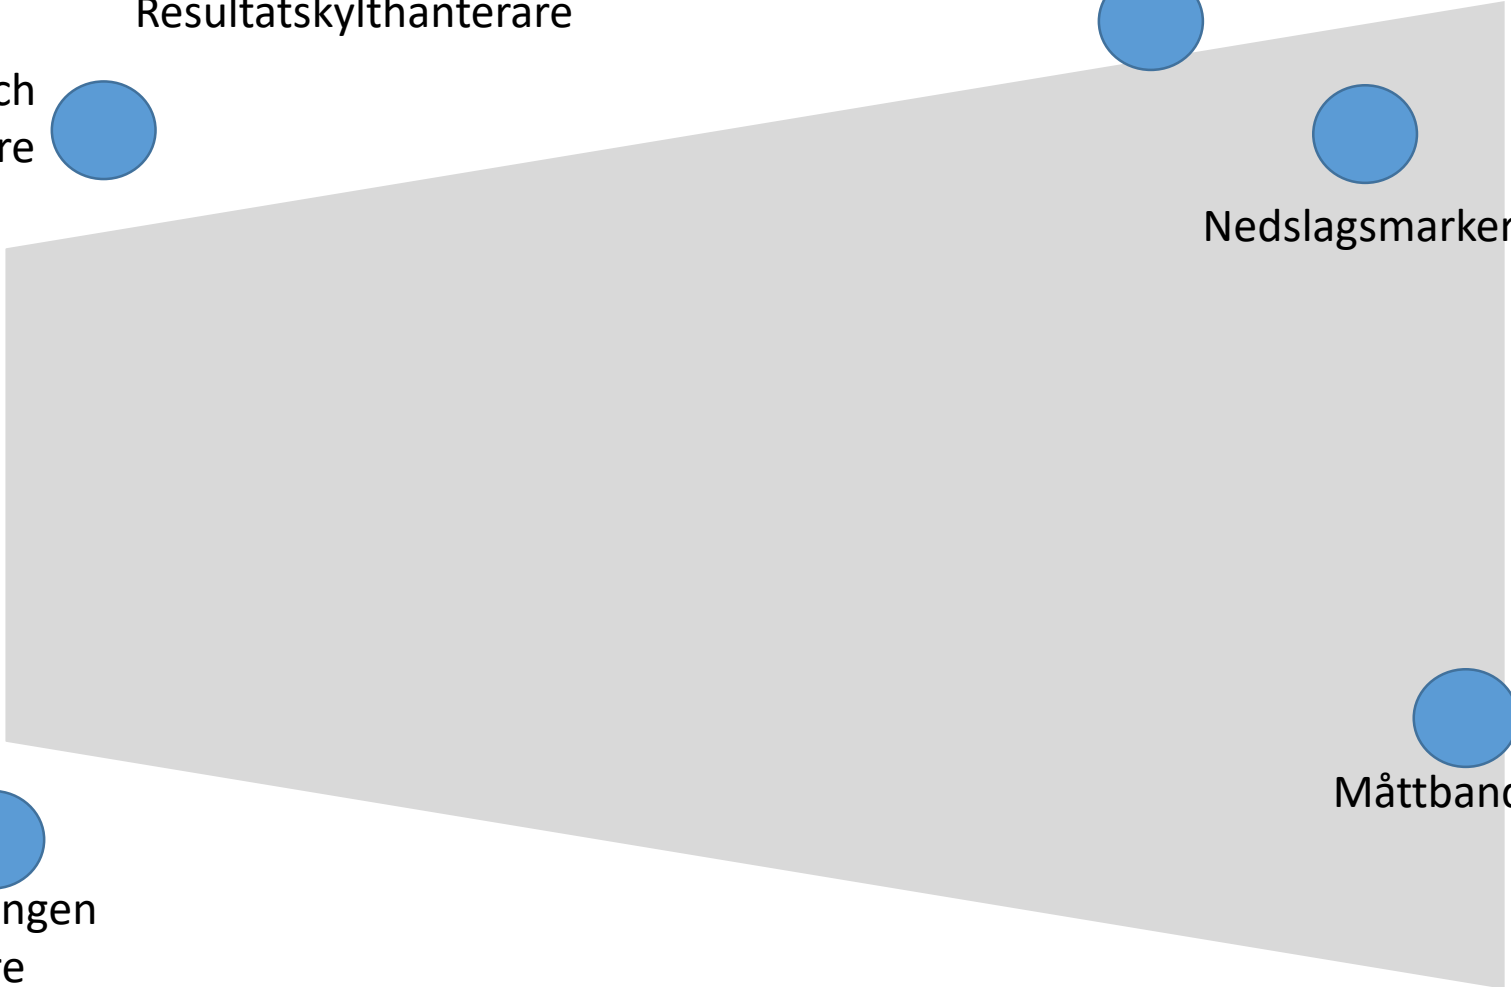 Resultatskylthanterare
ch
re
Nedslagsmarker
Måttband
ngen
re